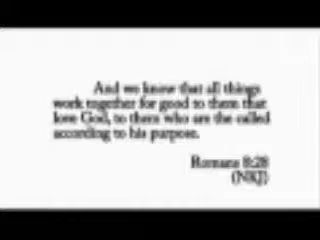 And we know that all things
work together for good to them that
love God, to them who are the called
according to his purpose.
Romans 8:28
(NKJ)